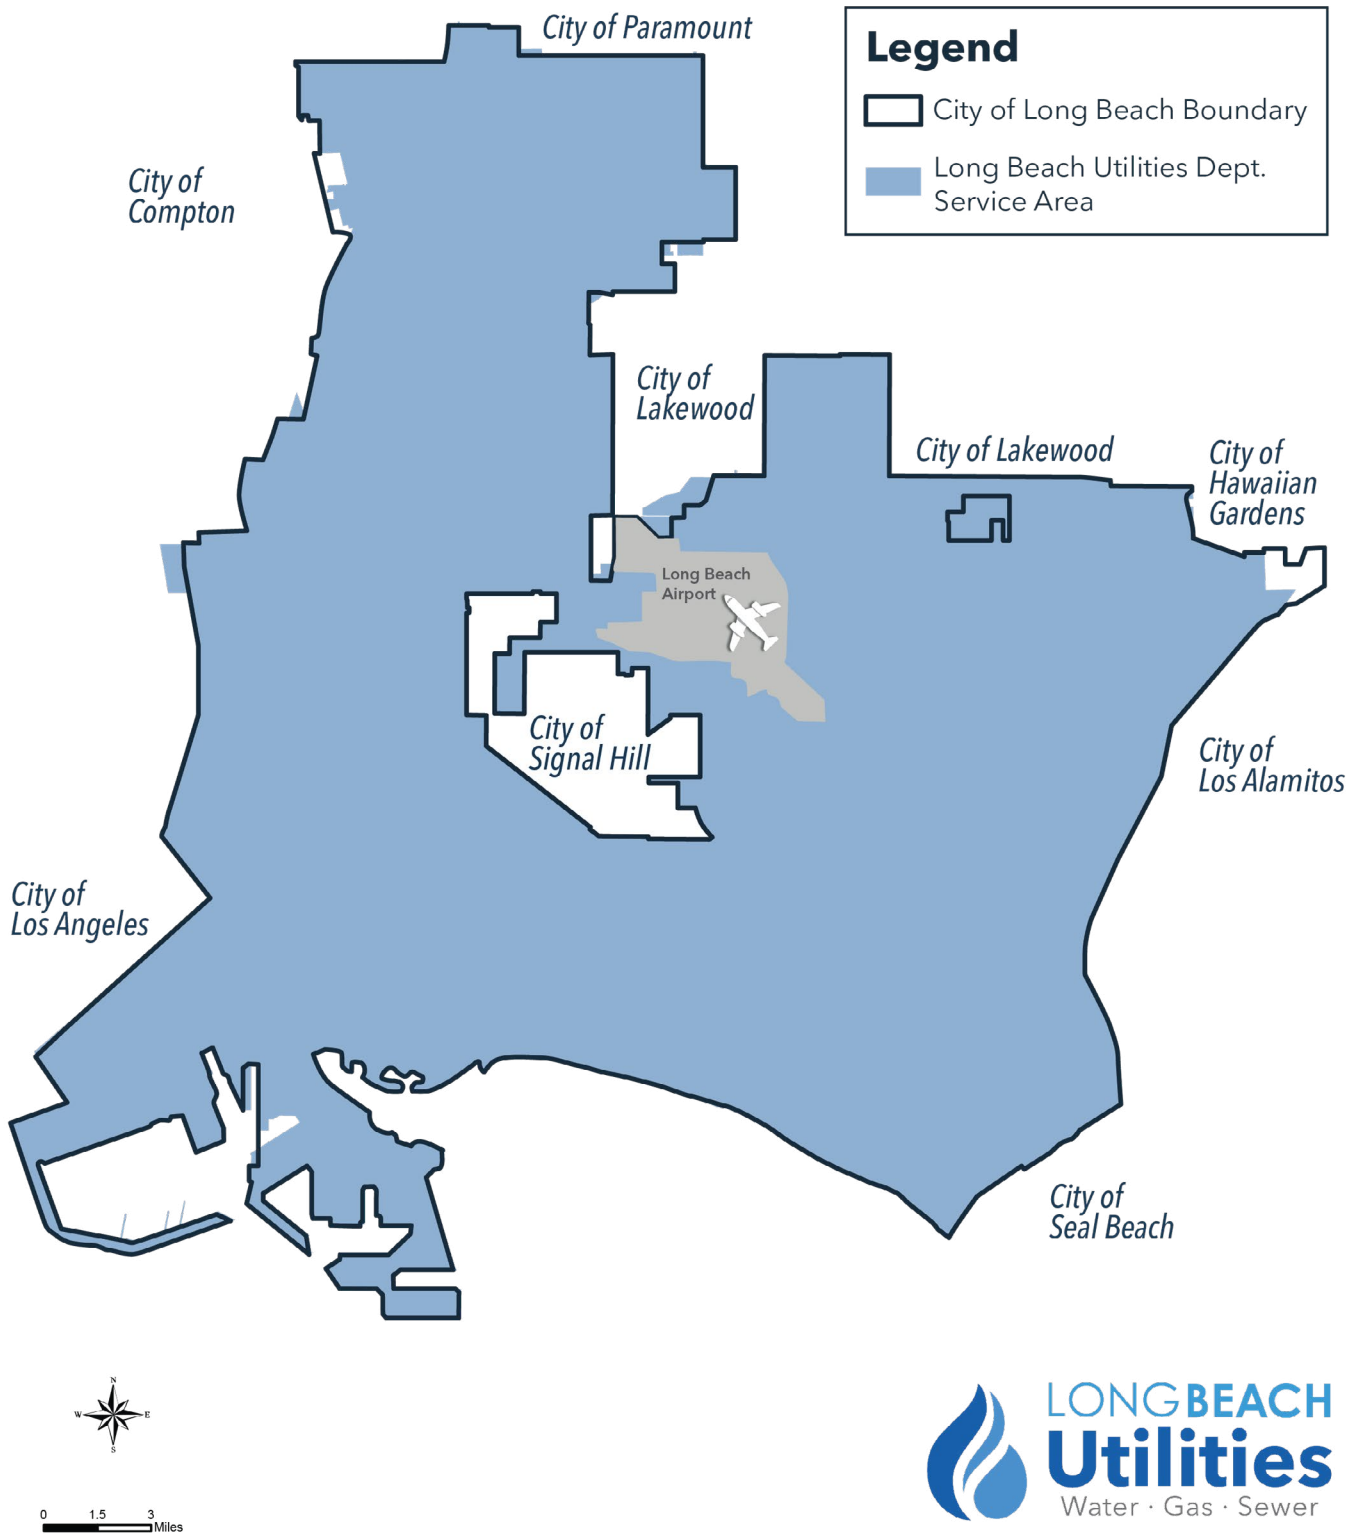 City of Paramount
Legend
City of Long Beach Boundary
Long Beach Utilities Dept.
Service Area
City of
Compton
City of
Lakewood
City of Lakewood
City of
Hawaiian
Gardens
Long Beach
Airport
City of
Signal Hill
City of
Los Alamitos
City of
Los Angeles
City of
Seal Beach
N
W E
S
LONGBEACH
Utilities
Water · Gas · Sewer
0 1.5 3
Miles